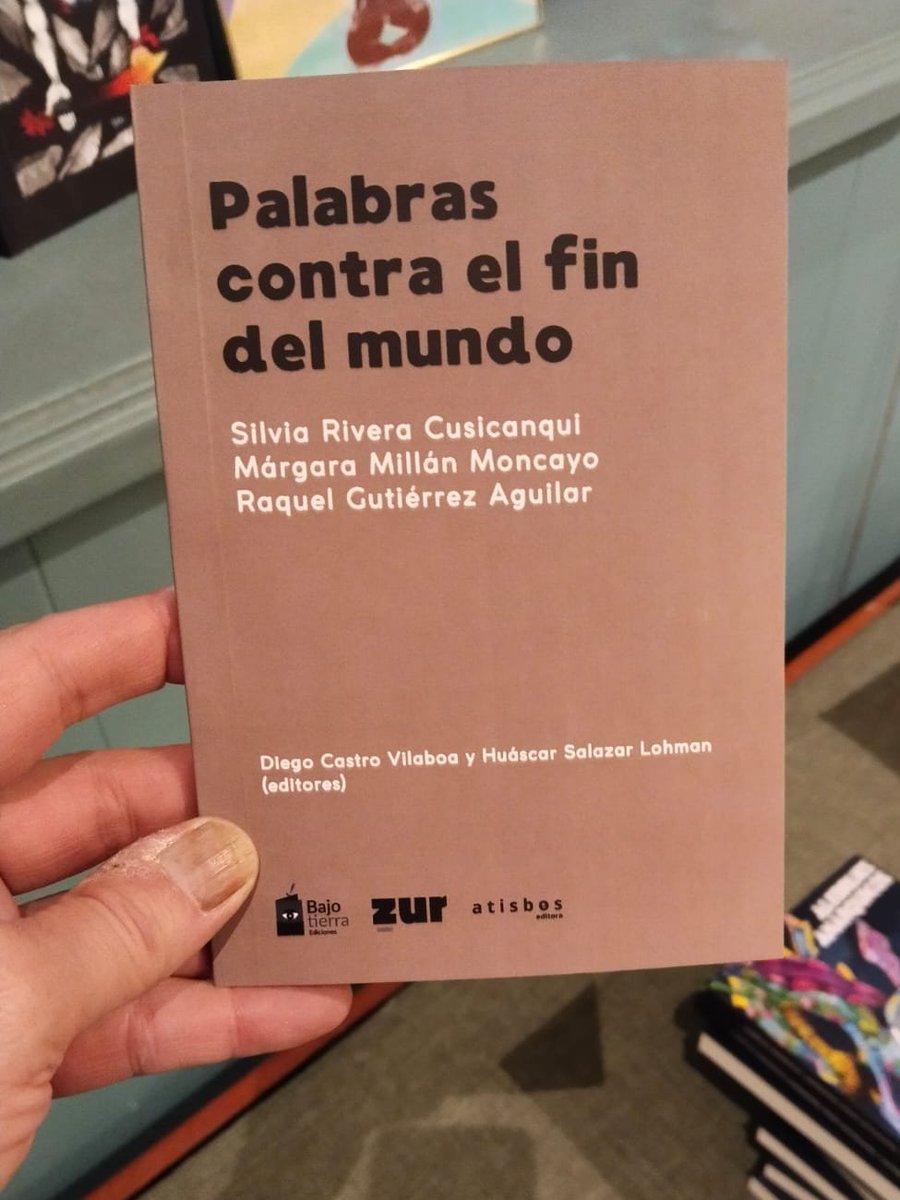 Palabras
contra el fin
del mundo
Silvia Rivera Cusicanqui
Márgara Millán Moncayo
Raquel Gutiérrez Aguilar
Diego Castro Vilaboa y Huáscar Salazar Lohman
(editores)
Bajo
tierra
Ediciones
zur
atisbos
editora